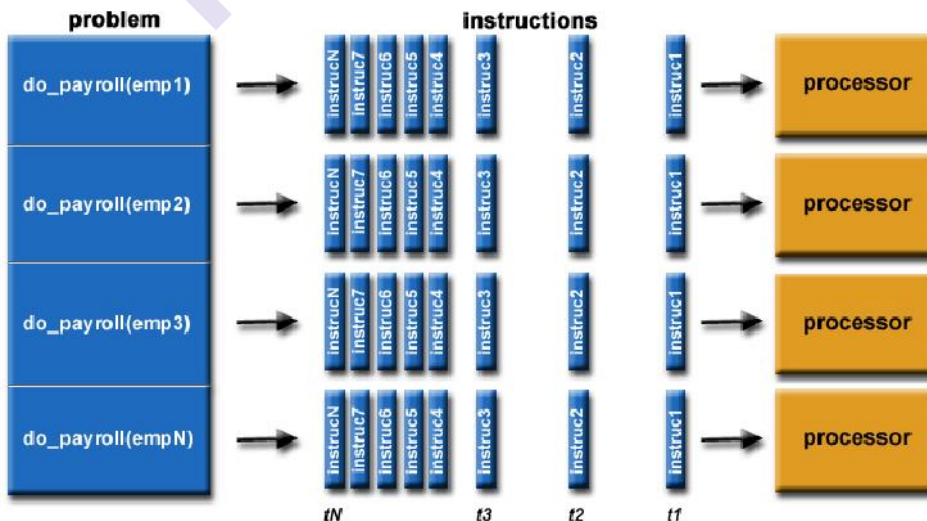 problem
instructions
do_payroll(emp1)
instrucN
instruc7
instruc6
instruc5
instruc4
instruc3
instruc2
instruc1
processor
do_payroll(emp2)
instrucN
instruc7
instruc6
instruc5
instruc4
instruc3
instruc2
instruc1
processor
do_payroll(emp3)
instrucN
instruc7
instruc6
instruc5
instruc4
instruc3
instruc2
instruc1
processor
do_payroll(empN)
instrucN
instruc7
instruc6
instruc5
instruc4
instruc3
instruc2
instruc1
processor
tN
t3
t2
t1